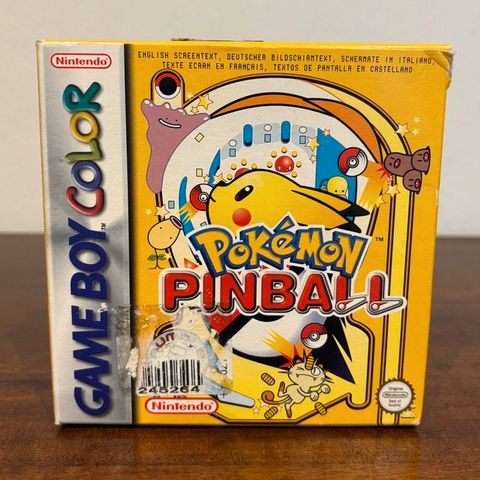 Nintendo
ENGLISH SCREENTEXT, DEUTSCHER BILDSCHIRMTEXT, SCHERMATE IN ITALIANO,
TEXTE ECRAN EN FRANÇAIS, TEXTOS DE PANTALLA EN CASTELLANO
GAME BOY COLOR
POKéMON
TM
PINBALL
245264
Nintendo
Original
Nintendo
Seal of
Quality